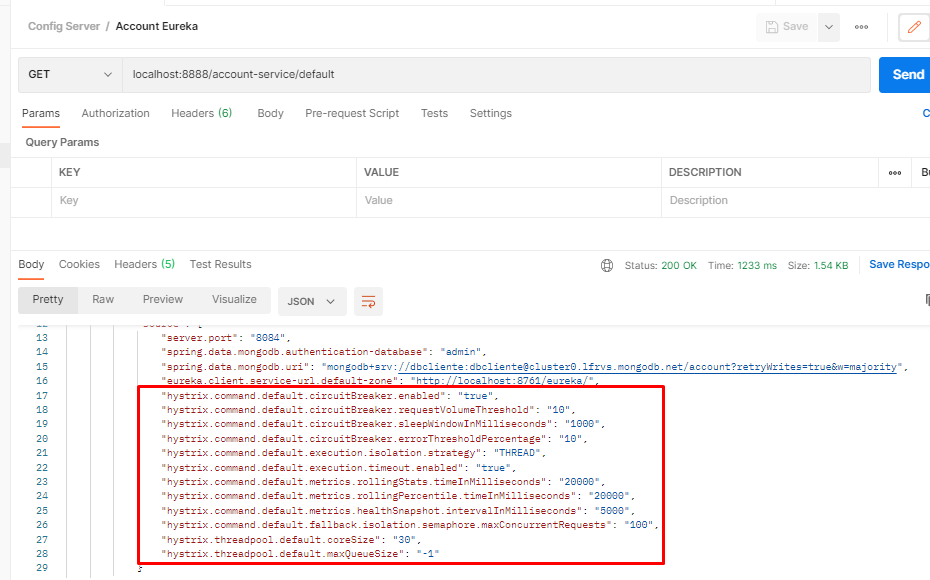 Config Server / Account Eureka
Save
GET localhost:8888/account-service/default Send
Params Authorization Headers (6) Body Pre-request Script Tests Settings C
Query Params
KEY VALUE DESCRIPTION ooo B
Key Value Description
Body Cookies Headers (5) Test Results Status: 200 OK Time: 1233 ms Size: 1.54 KB Save Respo
Pretty Raw Preview Visualize JSON
13 "server.port": "8084",
14 "spring.data.mongodb.authentication-database": "admin",
15 "spring.data.mongodb.uri": "mongodb+srv://dbcliente:dbcliente@cluster0.lfrvs.mongodb.net/account?retryWrites=true&w=majority",
16 "eureka.client.service-url.default-zone": "http://localhost:8761/eureka/",
17 "hystrix.command.default.circuitBreaker.enabled": "true",
18 "hystrix.command.default.circuitBreaker.requestVolumeThreshold": "10",
19 "hystrix.command.default.circuitBreaker.sleepWindowInMilliseconds": "1000",
20 "hystrix.command.default.circuitBreaker.errorThresholdPercentage": "10",
21 "hystrix.command.default.execution.isolation.strategy": "THREAD",
22 "hystrix.command.default.execution.timeout.enabled": "true",
23 "hystrix.command.default.metrics.rollingStats.timeInMilliseconds": "20000",
24 "hystrix.command.default.metrics.rollingPercentile.timeInMilliseconds": "20000",
25 "hystrix.command.default.metrics.healthSnapshot.intervalInMilliseconds": "5000",
26 "hystrix.command.default.fallback.isolation.semaphore.maxConcurrentRequests": "100",
27 "hystrix.threadpool.default.coreSize": "30",
28 "hystrix.threadpool.default.maxQueueSize": "-1"
29 }